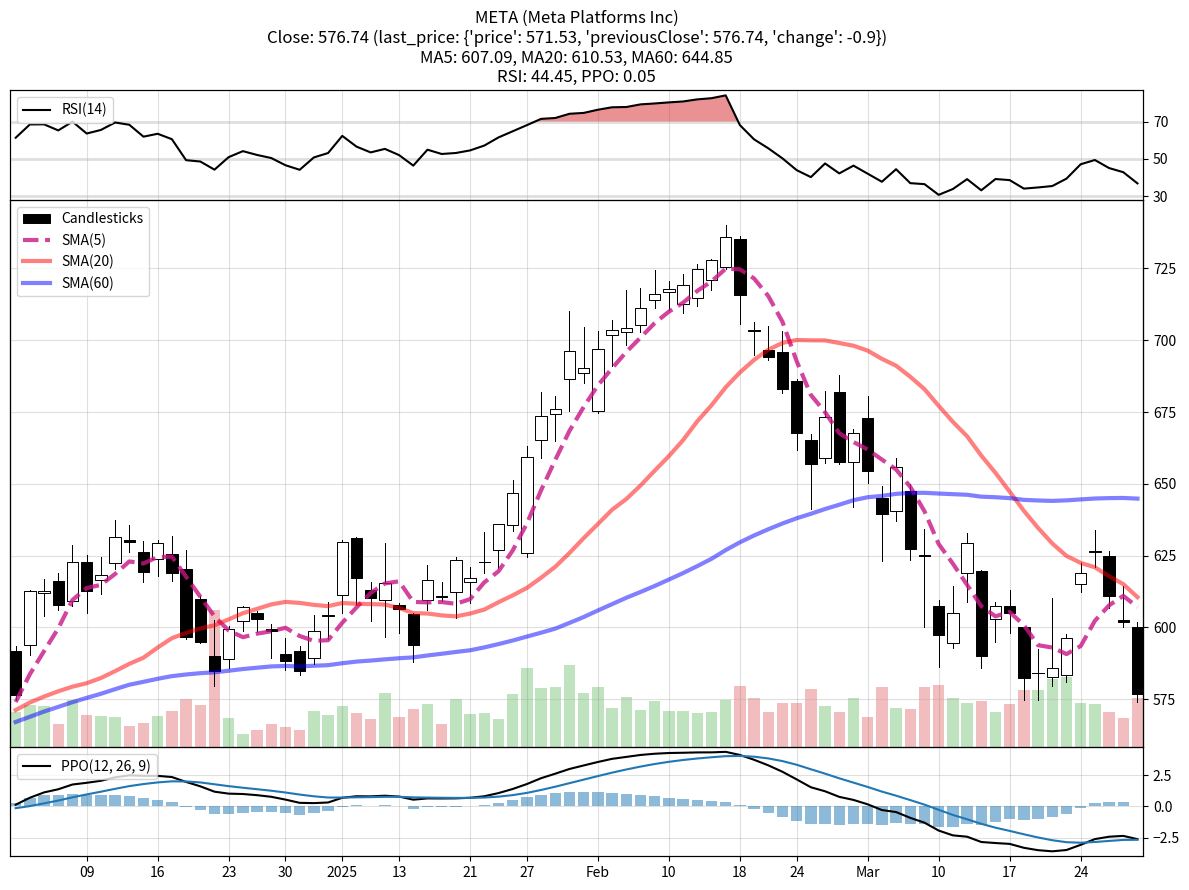 META (Meta Platforms Inc)
Close: 576.74 (last_price: {'price': 571.53, 'previousClose': 576.74, 'change': -0.9})
MA5: 607.09, MA20: 610.53, MA60: 644.85
RSI: 44.45, PPO: 0.05
RSI(14)
70
50
30
Candlesticks
SMA(5)
SMA(20)
SMA(60)
725
700
675
650
625
600
575
PPO(12, 26, 9)
2.5
0.0
−2.5
09 16 23 30 2025 13 21 27 Feb 10 18 24 Mar 10 17 24